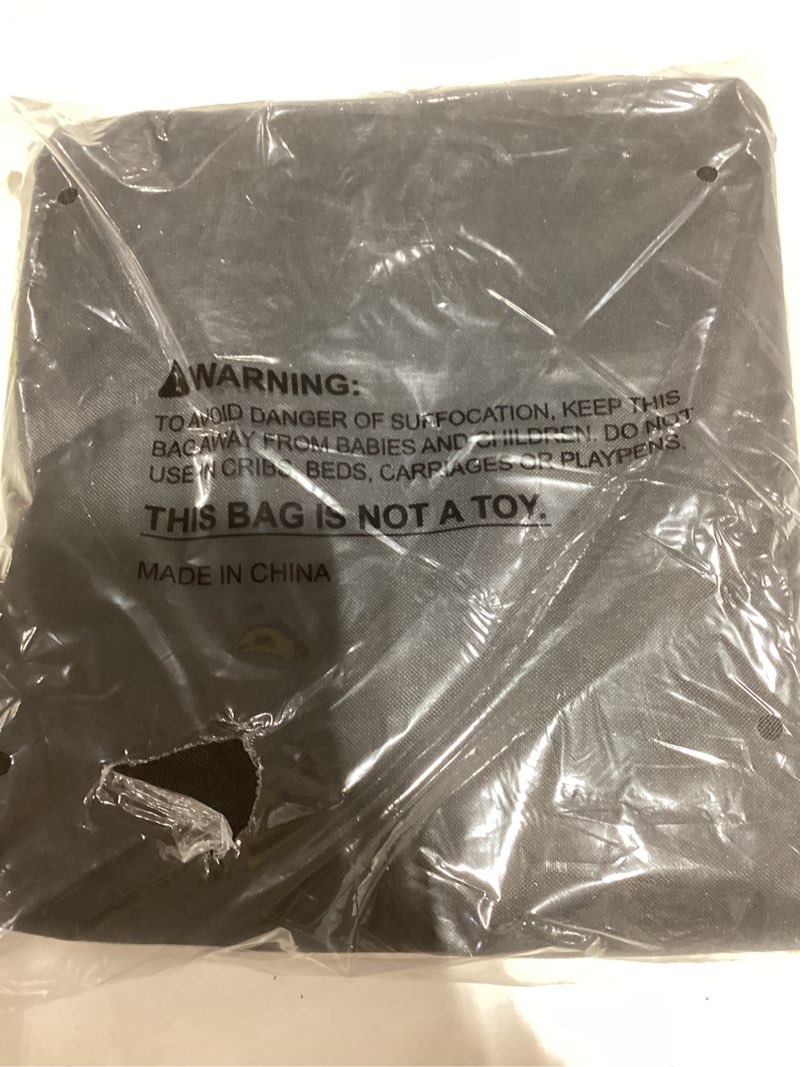 WARNING:
TO AVOID DANGER OF SUFFOCATION, KEEP THIS
BAG AWAY FROM BABIES AND CHILDREN. DO NOT
USE IN CRIBS, BEDS, CARRIAGES OR PLAYPENS.
THIS BAG IS NOT A TOY.
MADE IN CHINA